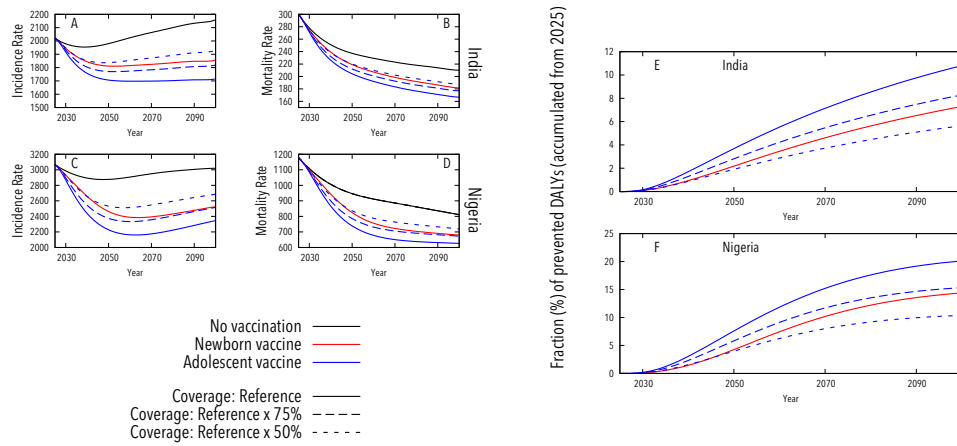 A
Incidence Rate
2200
2100
2000
1900
1800
1700
1600
1500
2030
2050
2070
2090
Year
B
Mortality Rate
300
280
260
240
220
200
180
160
2030
2050
2070
2090
Year
India
C
Incidence Rate
3200
3000
2800
2600
2400
2200
2000
2030
2050
2070
2090
Year
D
Mortality Rate
1200
1100
1000
900
800
700
600
2030
2050
2070
2090
Year
Nigeria
No vaccination
Newborn vaccine
Adolescent vaccine
Coverage: Reference
Coverage: Reference x 75%
Coverage: Reference x 50%
Fraction (%) of prevented DALYs (accumulated from 2025)
E India
12
10
8
6
4
2
0
2030
2050
2070
2090
Year
F Nigeria
25
20
15
10
5
0
2030
2050
2070
2090
Year